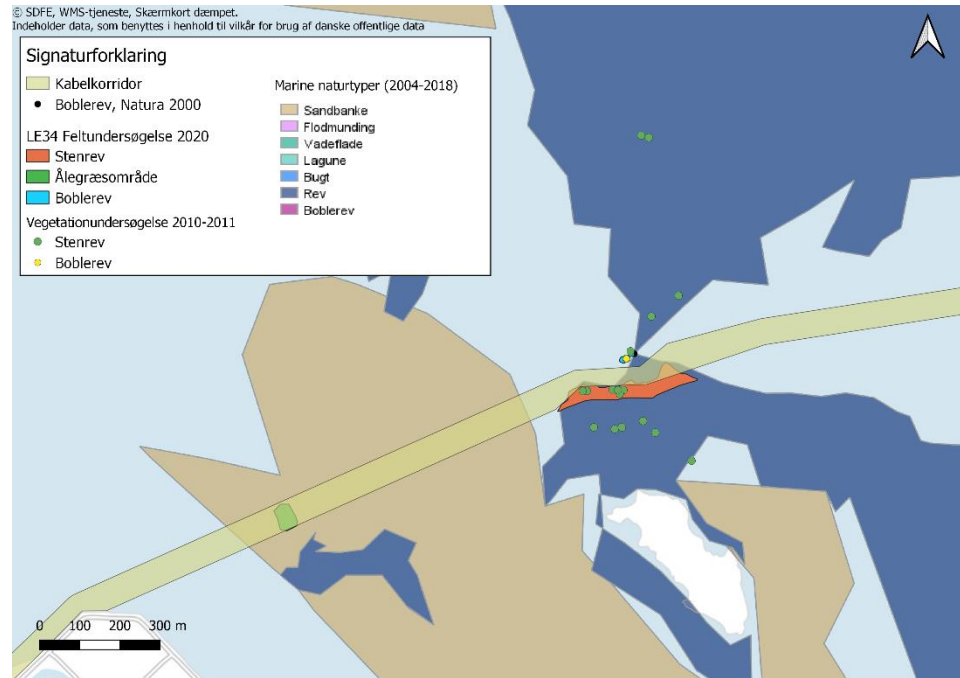 © SDFE, WMS-tjeneste, Skærmkort dæmpet.
Indeholder data, som benyttes i henhold til vilkår for brug af danske offentlige data
Signaturforklaring
Kabelkorridor
Boblerev, Natura 2000
LE34 Feltundersøgelse 2020
Stenrev
Ålegræsområde
Boblerev
Vegetationundersøgelse 2010-2011
Stenrev
Boblerev
Marine naturtyper (2004-2018)
Sandbanke
Flodmunding
Vadeflade
Lagune
Bugt
Rev
Boblerev
0 100 200 300 m